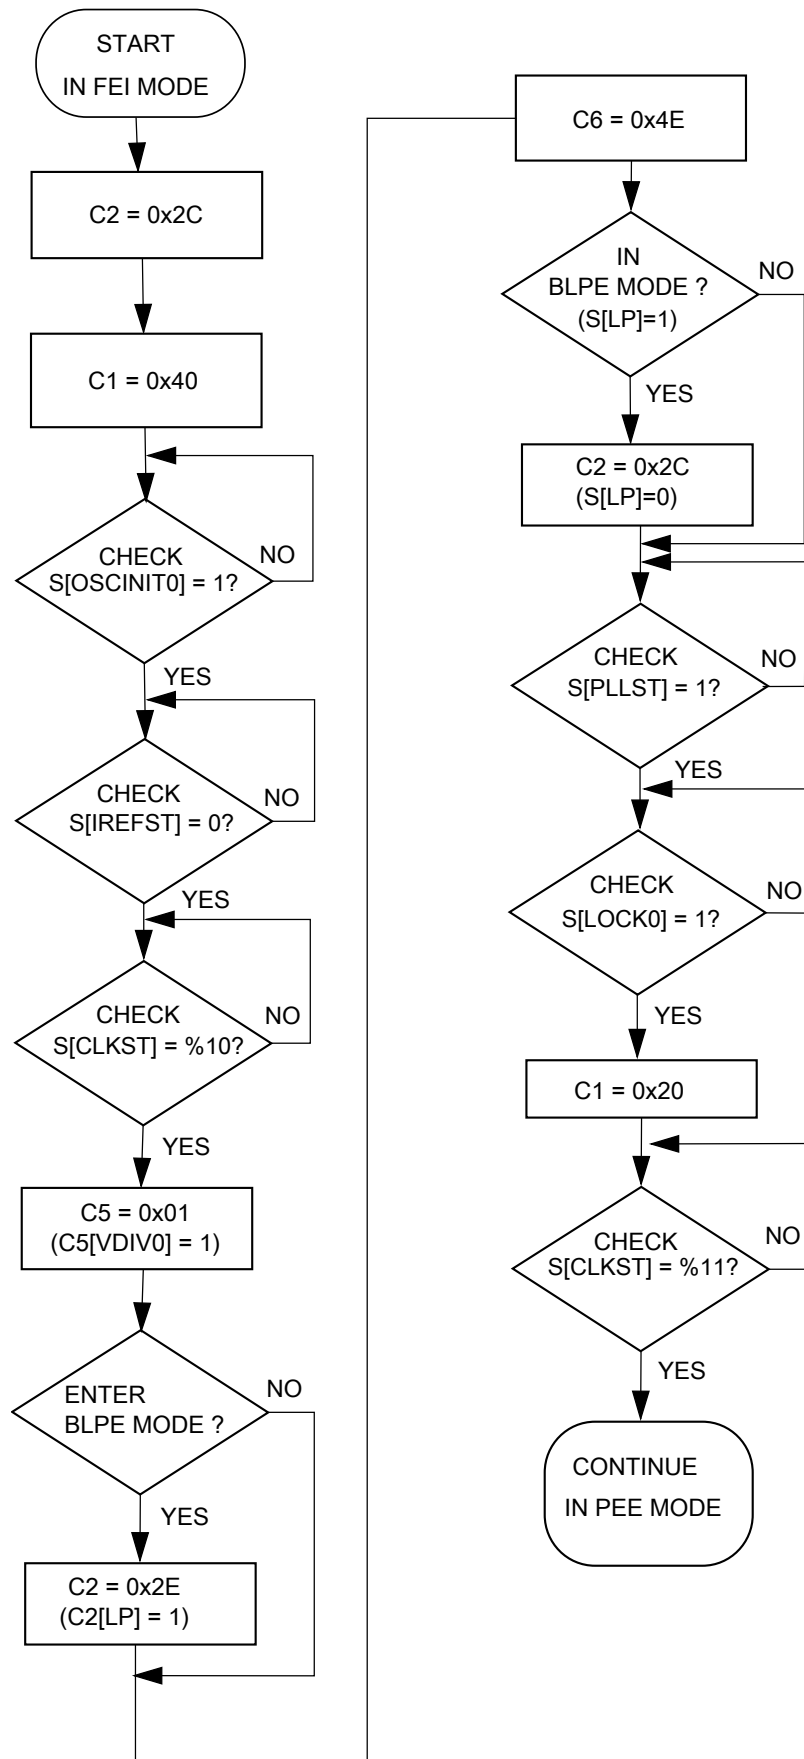 START
IN FEI MODE
C2 = 0x2C
C1 = 0x40
CHECK
S[OSCINIT0] = 1?
NO
YES
CHECK
S[IREFST] = 0?
NO
YES
CHECK
S[CLKST] = %10?
NO
YES
C5 = 0x01
(C5[VDIV0] = 1)
ENTER
BLPE MODE ?
NO
YES
C2 = 0x2E
(C2[LP] = 1)
C6 = 0x4E
IN
BLPE MODE ?
(S[LP]=1)
NO
YES
C2 = 0x2C
(S[LP]=0)
CHECK
S[PLLST] = 1?
NO
YES
CHECK
S[LOCK0] = 1?
NO
YES
C1 = 0x20
CHECK
S[CLKST] = %11?
NO
YES
CONTINUE
IN PEE MODE